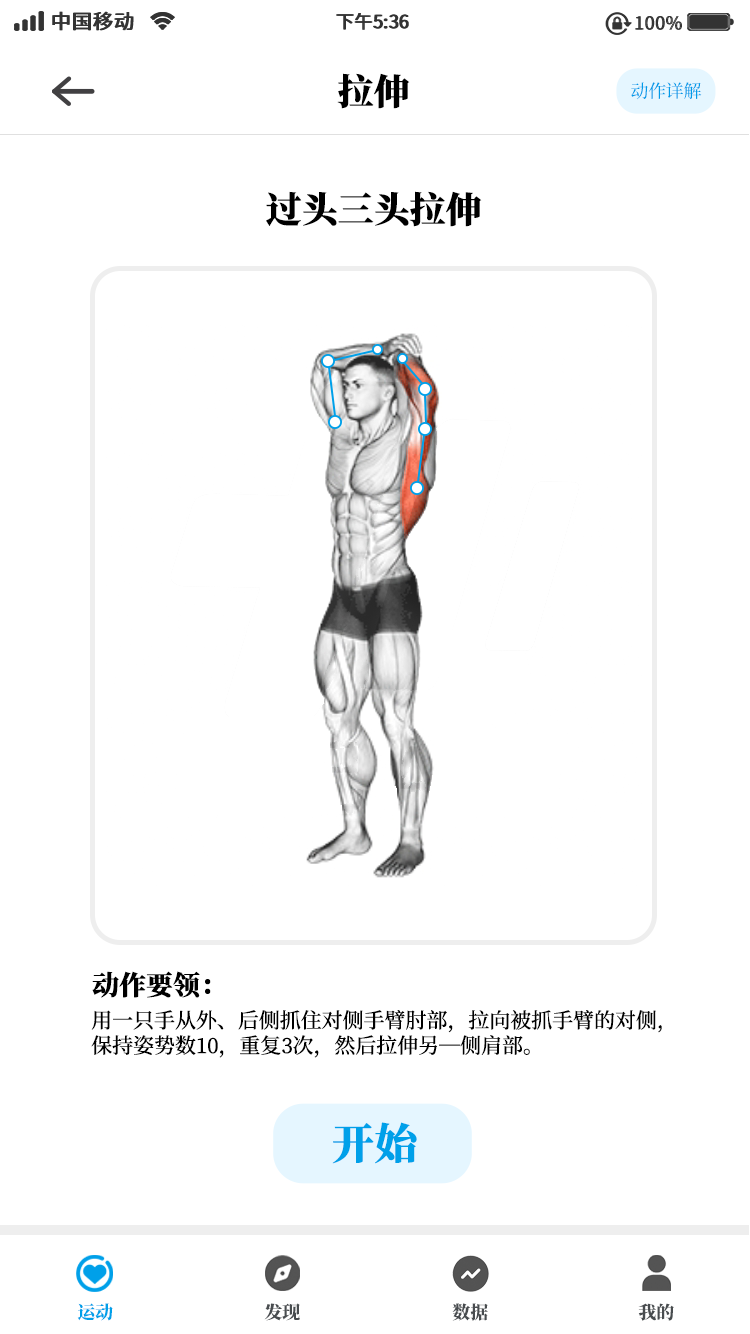 中国移动 下午5:36 100%
拉伸 动作详解
过头三头拉伸
动作要领：
用一只手从外、后侧抓住对侧手臂肘部，拉向被抓手臂的对侧，
保持姿势数10，重复3次，然后拉伸另一侧肩部。
开始
运动 发现 数据 我的